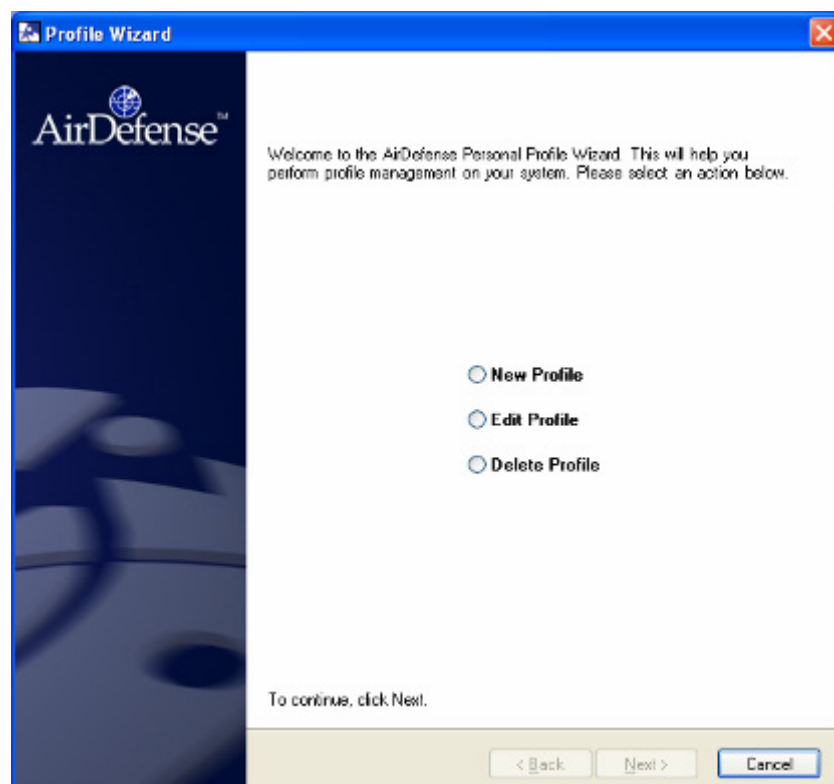 Profile Wizard
AirDefense™
Welcome to the AirDefense Personal Profile Wizard. This will help you
perform profile management on your system. Please select an action below.
New Profile
Edit Profile
Delete Profile
To continue, click Next.
< Back
Next >
Cancel